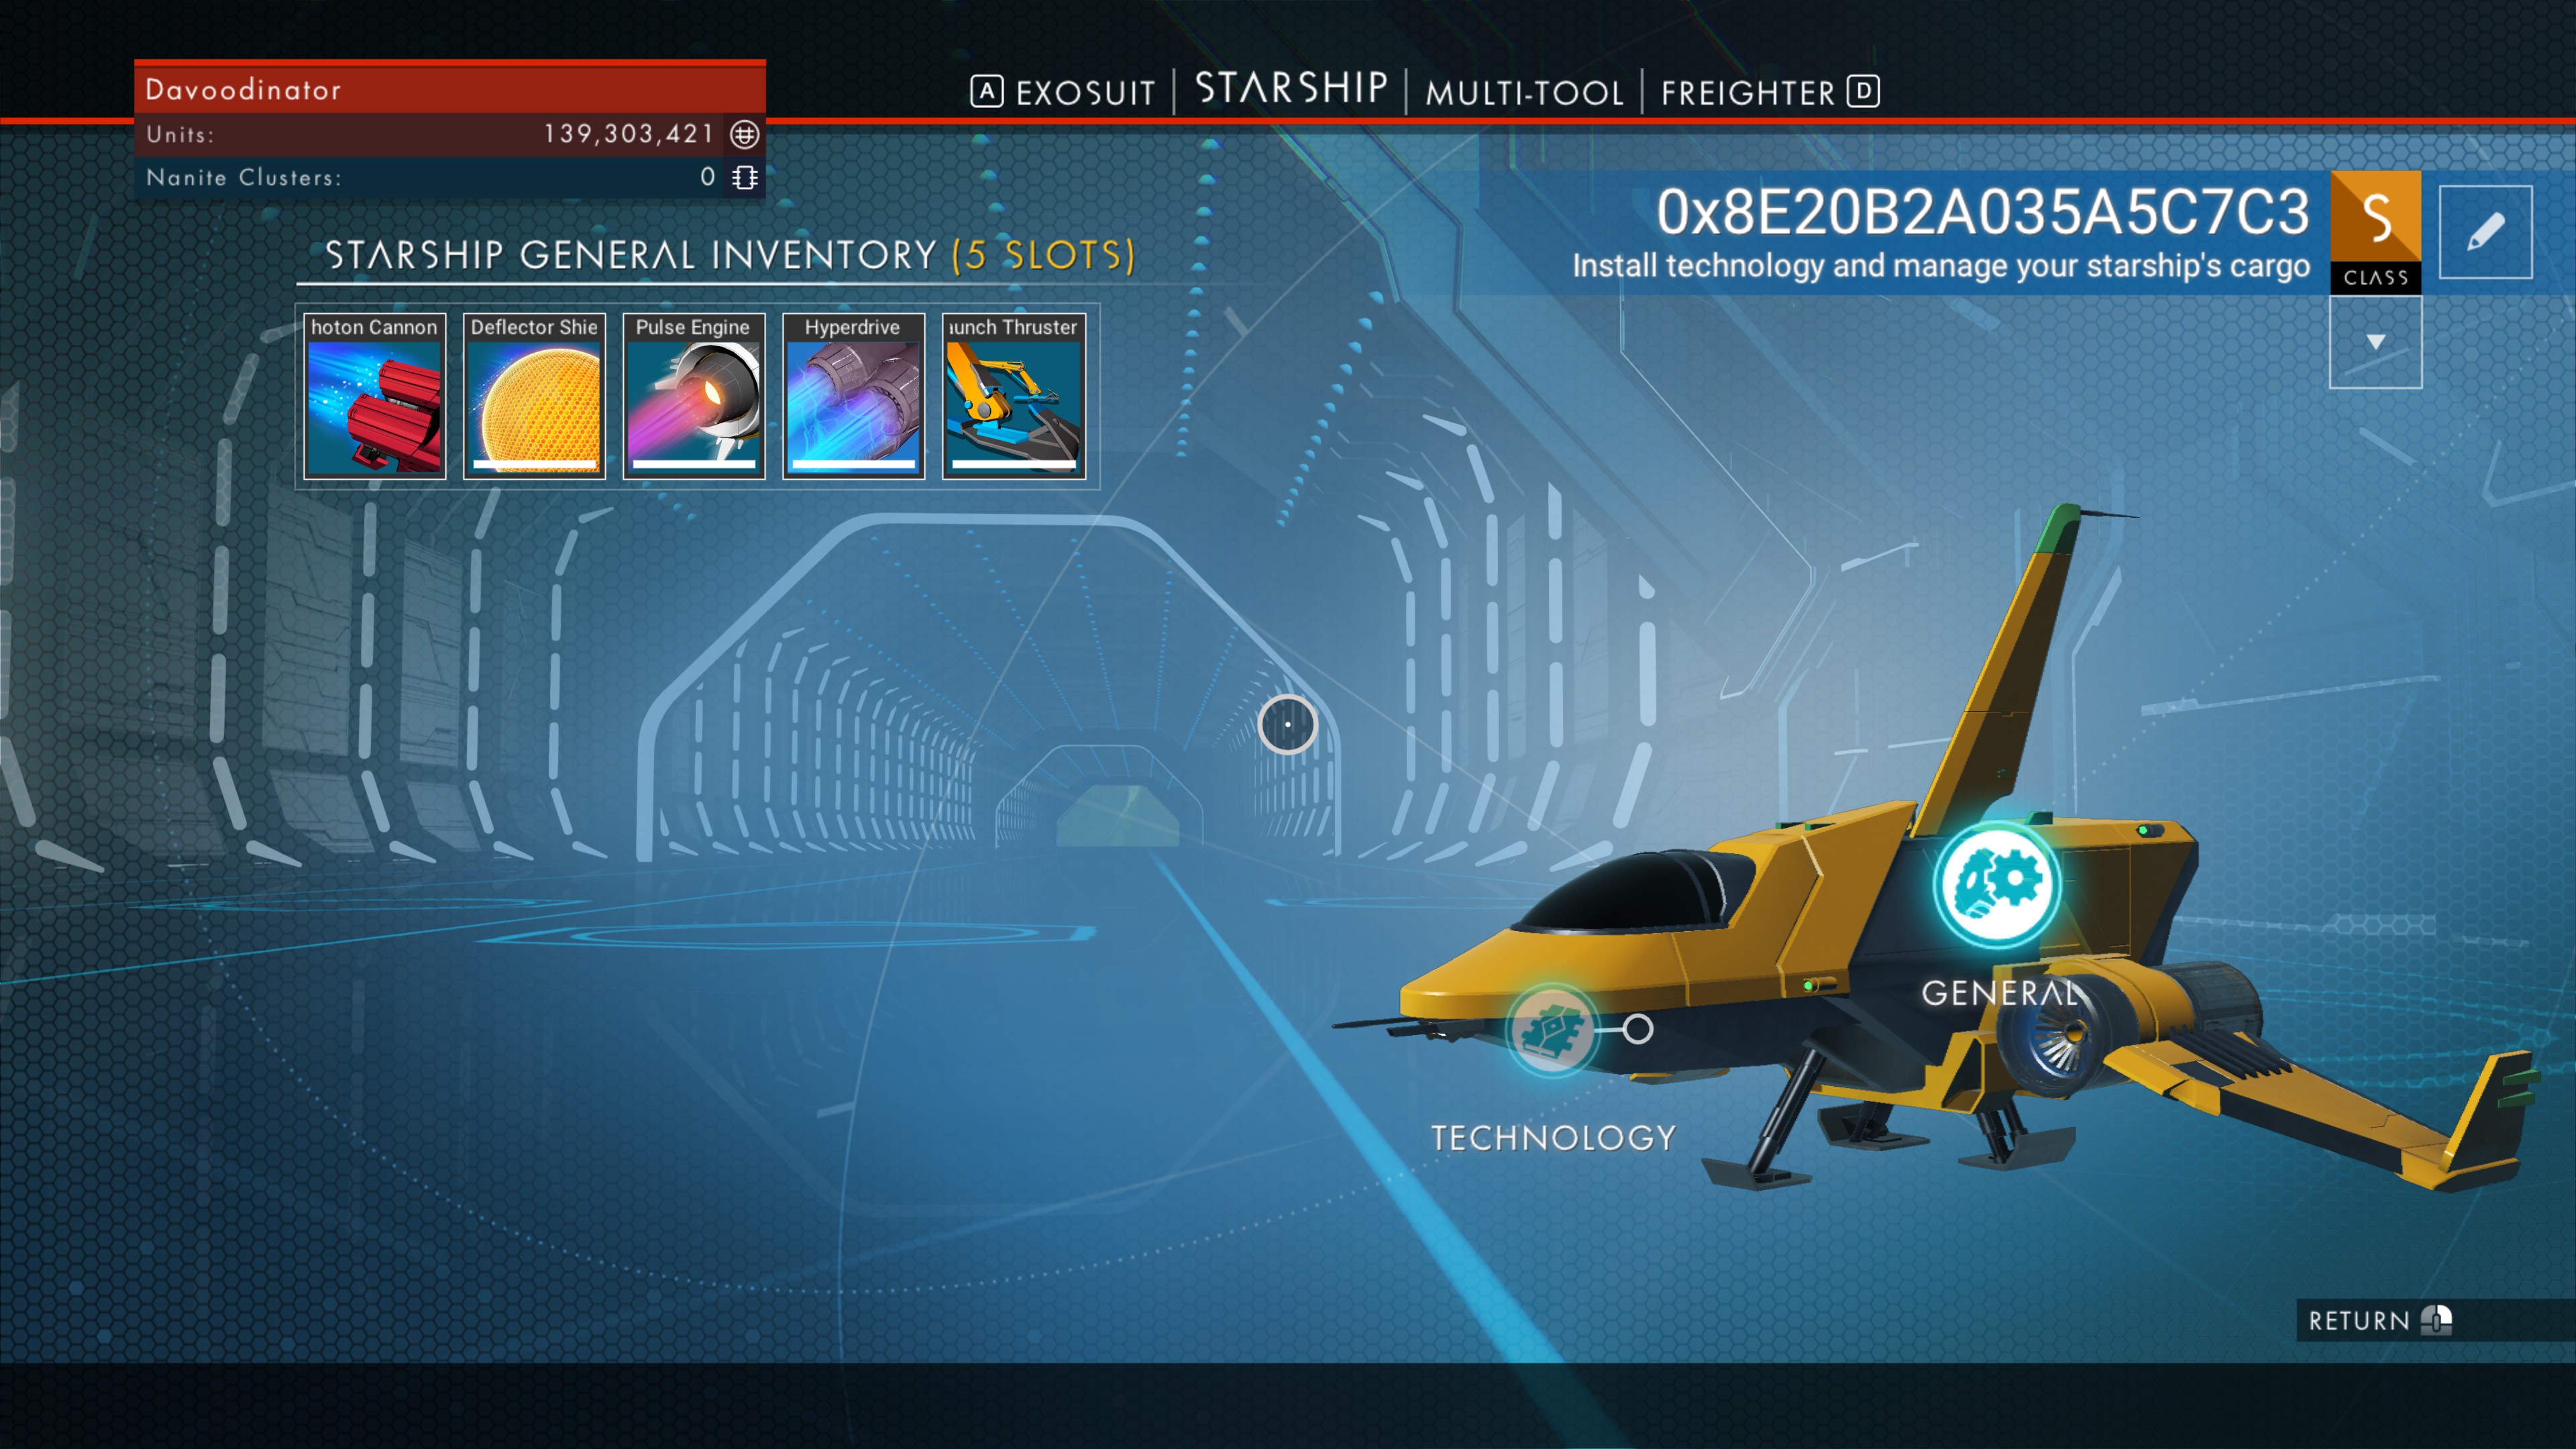 Davoodinator
Units: 139,303,421
Nanite Clusters: 0
A EXOSUIT STARSHIP MULTI-TOOL FREIGHTER D
0x8E20B2A035A5C7C3
Install technology and manage your starship's cargo
S
CLASS
STARSHIP GENERAL INVENTORY (5 SLOTS)
hoton Cannon Deflector Shie Pulse Engine Hyperdrive aunch Thruster
GENERAL
TECHNOLOGY
RETURN